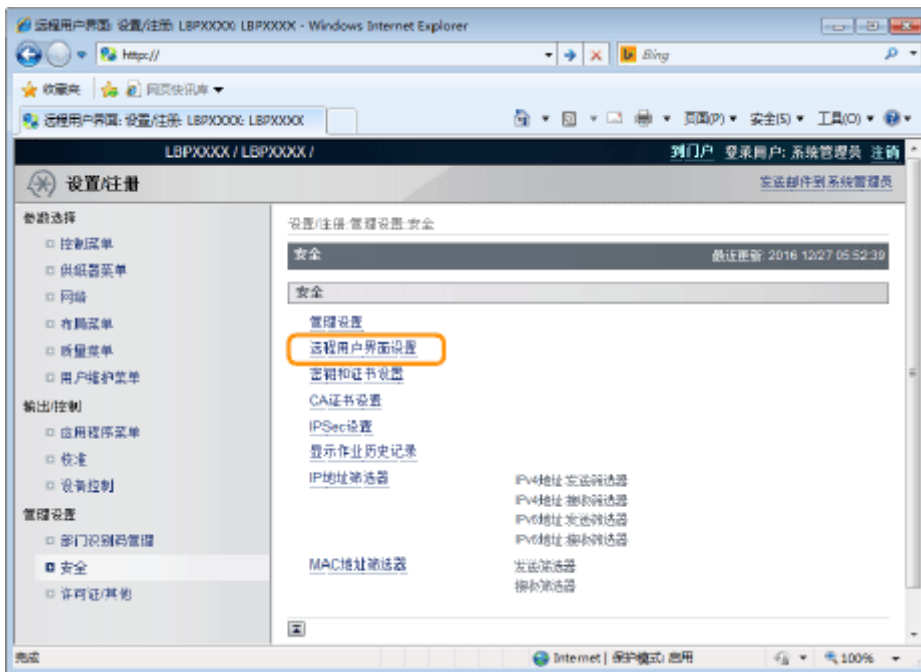 远程用户界面: 设置/注册: LBPXXXX: LBPXXXX - Windows Internet Explorer
http://
Bing
收藏夹
网页快讯库
远程用户界面: 设置/注册: LBPXXXX: LBPXXXX
页面(P) 安全(S) 工具(O)
LBPXXXX / LBPXXXX /
到门户 登录用户: 系统管理员 注销
设置/注册
发送邮件到系统管理员
参数选择
控制菜单
供纸器菜单
网络
布局菜单
质量菜单
用户维护菜单
输出/控制
应用程序菜单
校准
设备控制
管理设置
部门识别码管理
安全
许可证/其他
设置/注册:管理设置:安全
安全
最近更新: 2016 12/27 05:52:39
安全
管理设置
远程用户界面设置
密钥和证书设置
CA证书设置
IPSec设置
显示作业历史记录
IP地址筛选器
IPv4地址:发送筛选器
IPv4地址:接收筛选器
IPv6地址:发送筛选器
IPv6地址:接收筛选器
MAC地址筛选器
发送筛选器
接收筛选器
完成
Internet | 保护模式: 启用
100%